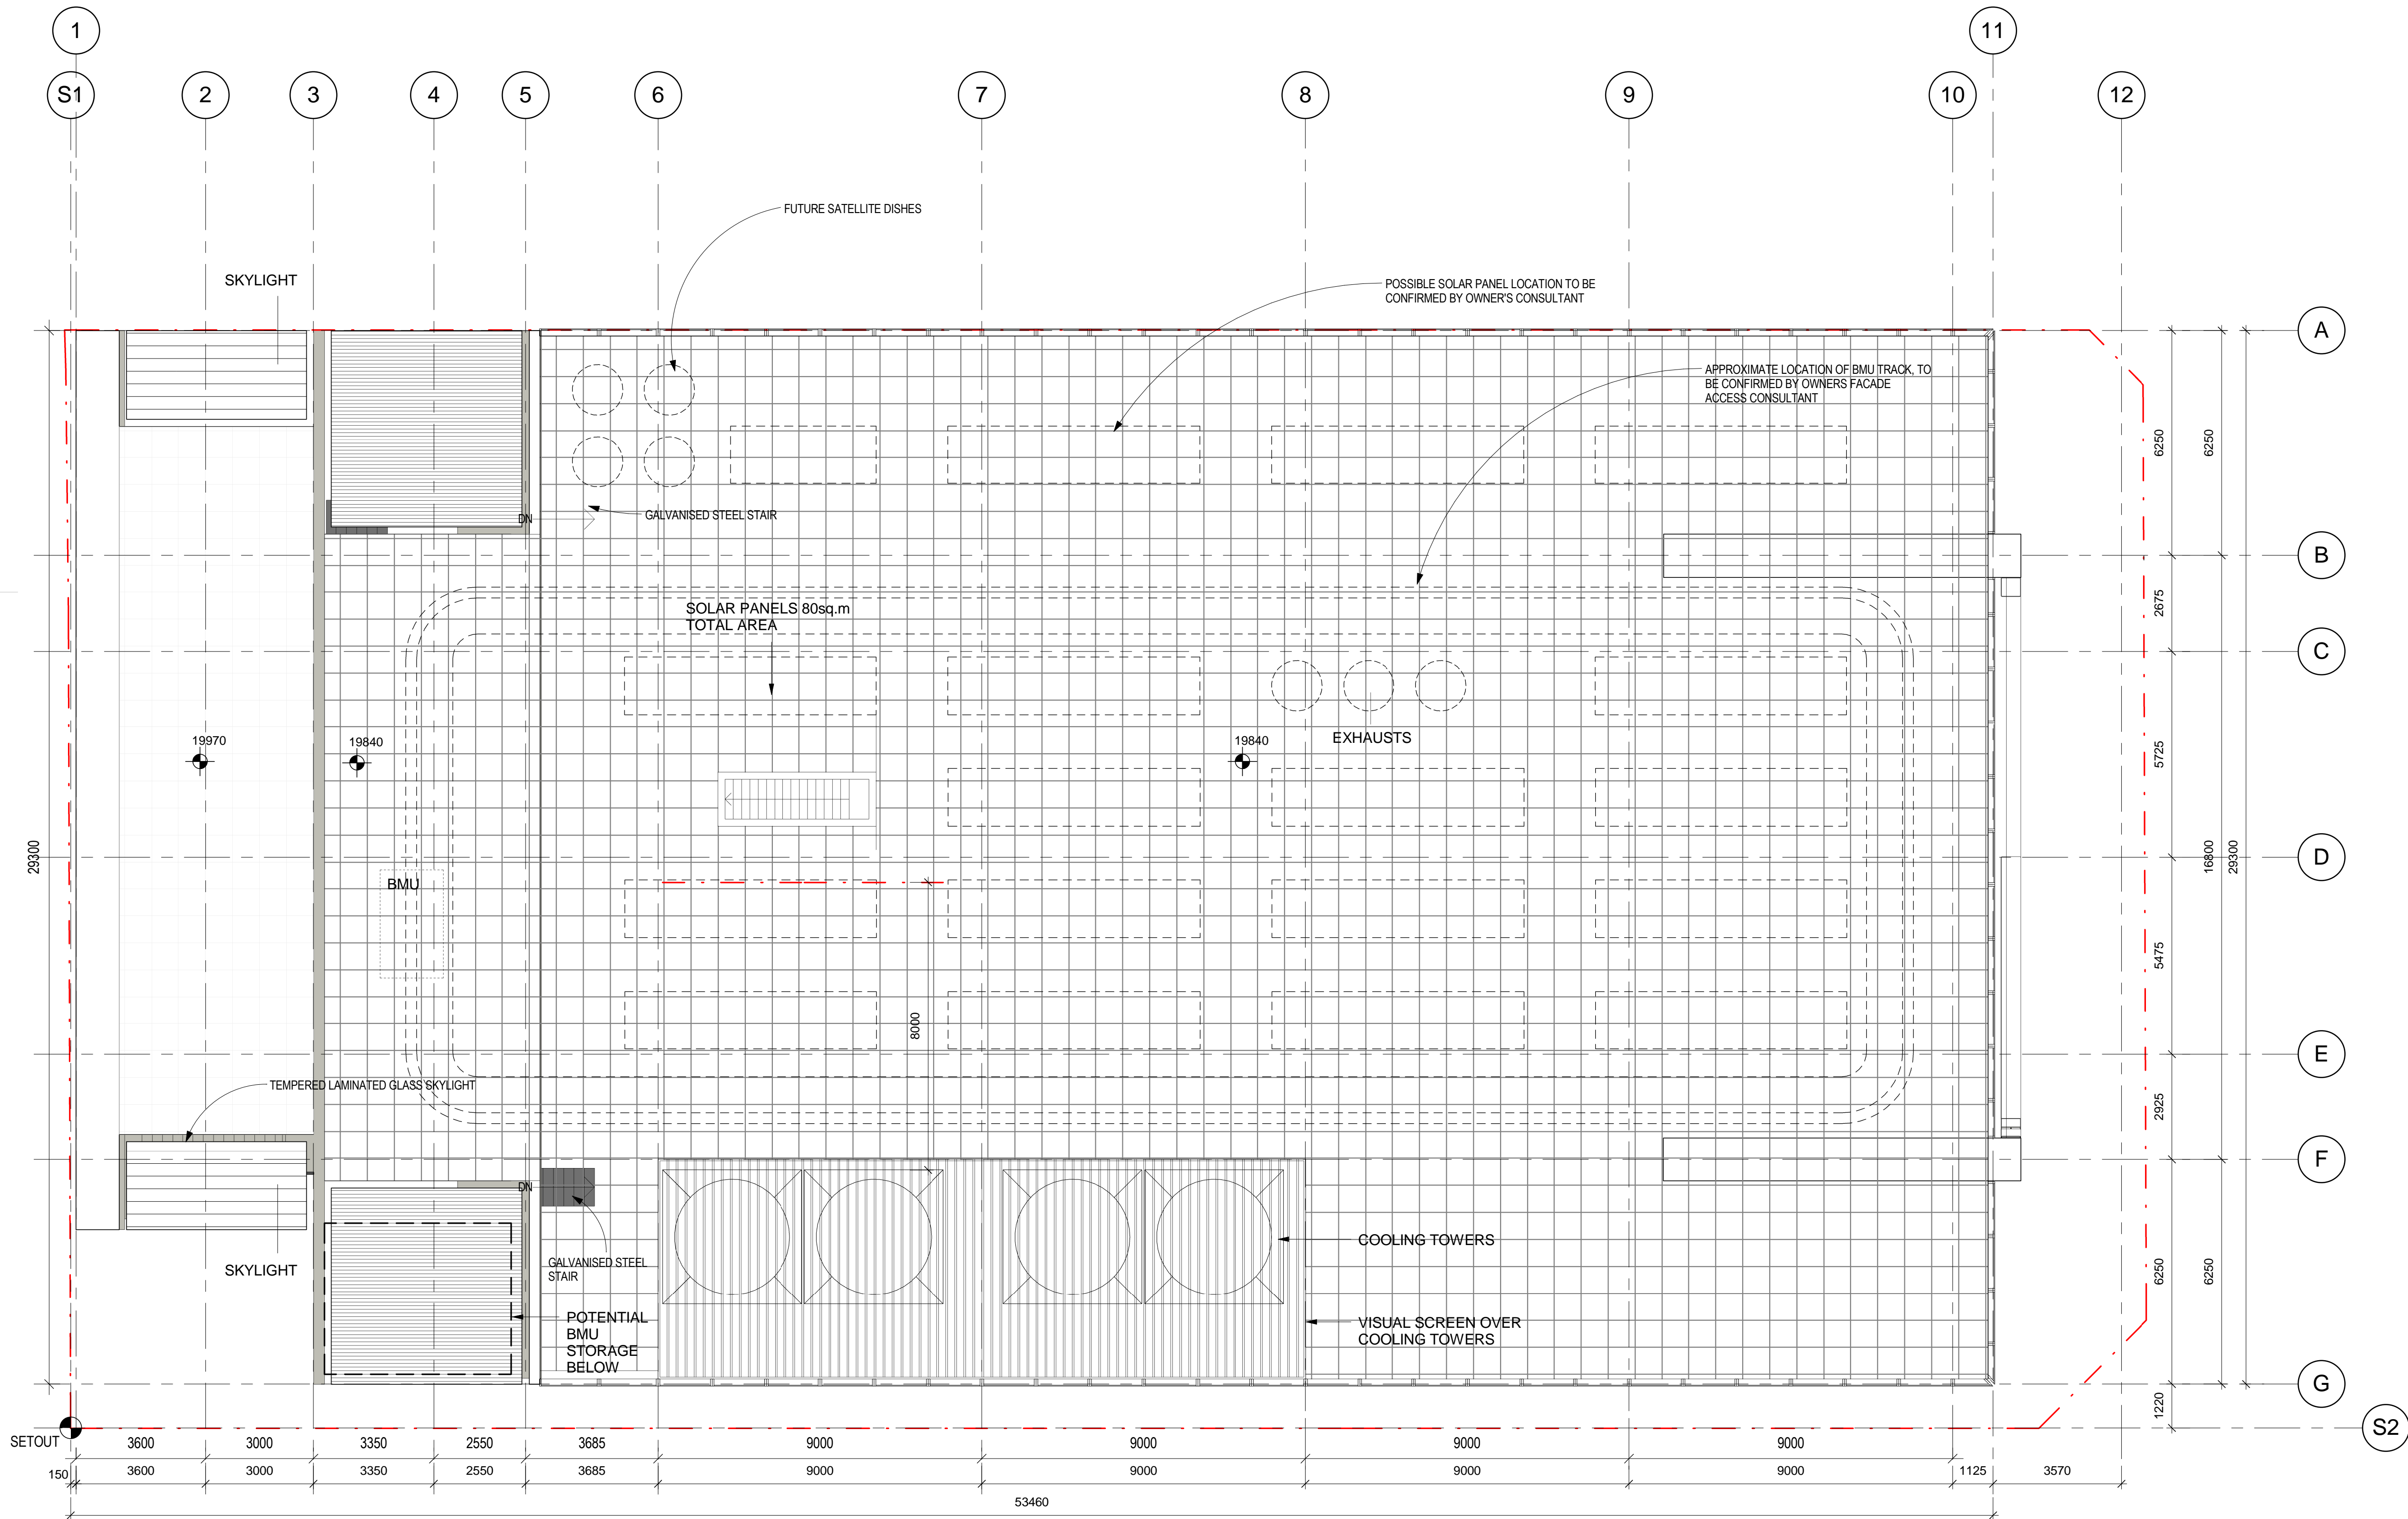 1
11
S1
2
3
4
5
6
7
8
9
10
12
FUTURE SATELLITE DISHES
SKYLIGHT
POSSIBLE SOLAR PANEL LOCATION TO BE
CONFIRMED BY OWNER'S CONSULTANT
A
APPROXIMATE LOCATION OF BMU TRACK, TO
BE CONFIRMED BY OWNERS FACADE
ACCESS CONSULTANT
6250
6250
DN
GALVANISED STEEL STAIR
B
SOLAR PANELS 80sq.m
TOTAL AREA
2675
C
19970
19840
19840
EXHAUSTS
5725
29300
16800
29300
D
BMU
5475
8000
E
TEMPERED LAMINATED GLASS SKYLIGHT
2925
F
DN
COOLING TOWERS
GALVANISED STEEL
STAIR
SKYLIGHT
6250
6250
POTENTIAL
BMU
STORAGE
BELOW
VISUAL SCREEN OVER
COOLING TOWERS
G
1220
S2
SETOUT
3600
3000
3350
2550
3685
9000
9000
9000
9000
150
3600
3000
3350
2550
3685
9000
9000
9000
9000
1125
3570
53460